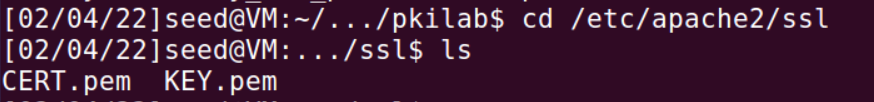 [02/04/22]seed@VM:~/.../pkilab$ cd /etc/apache2/ssl
[02/04/22]seed@VM:.../ssl$ ls
CERT.pem  KEY.pem